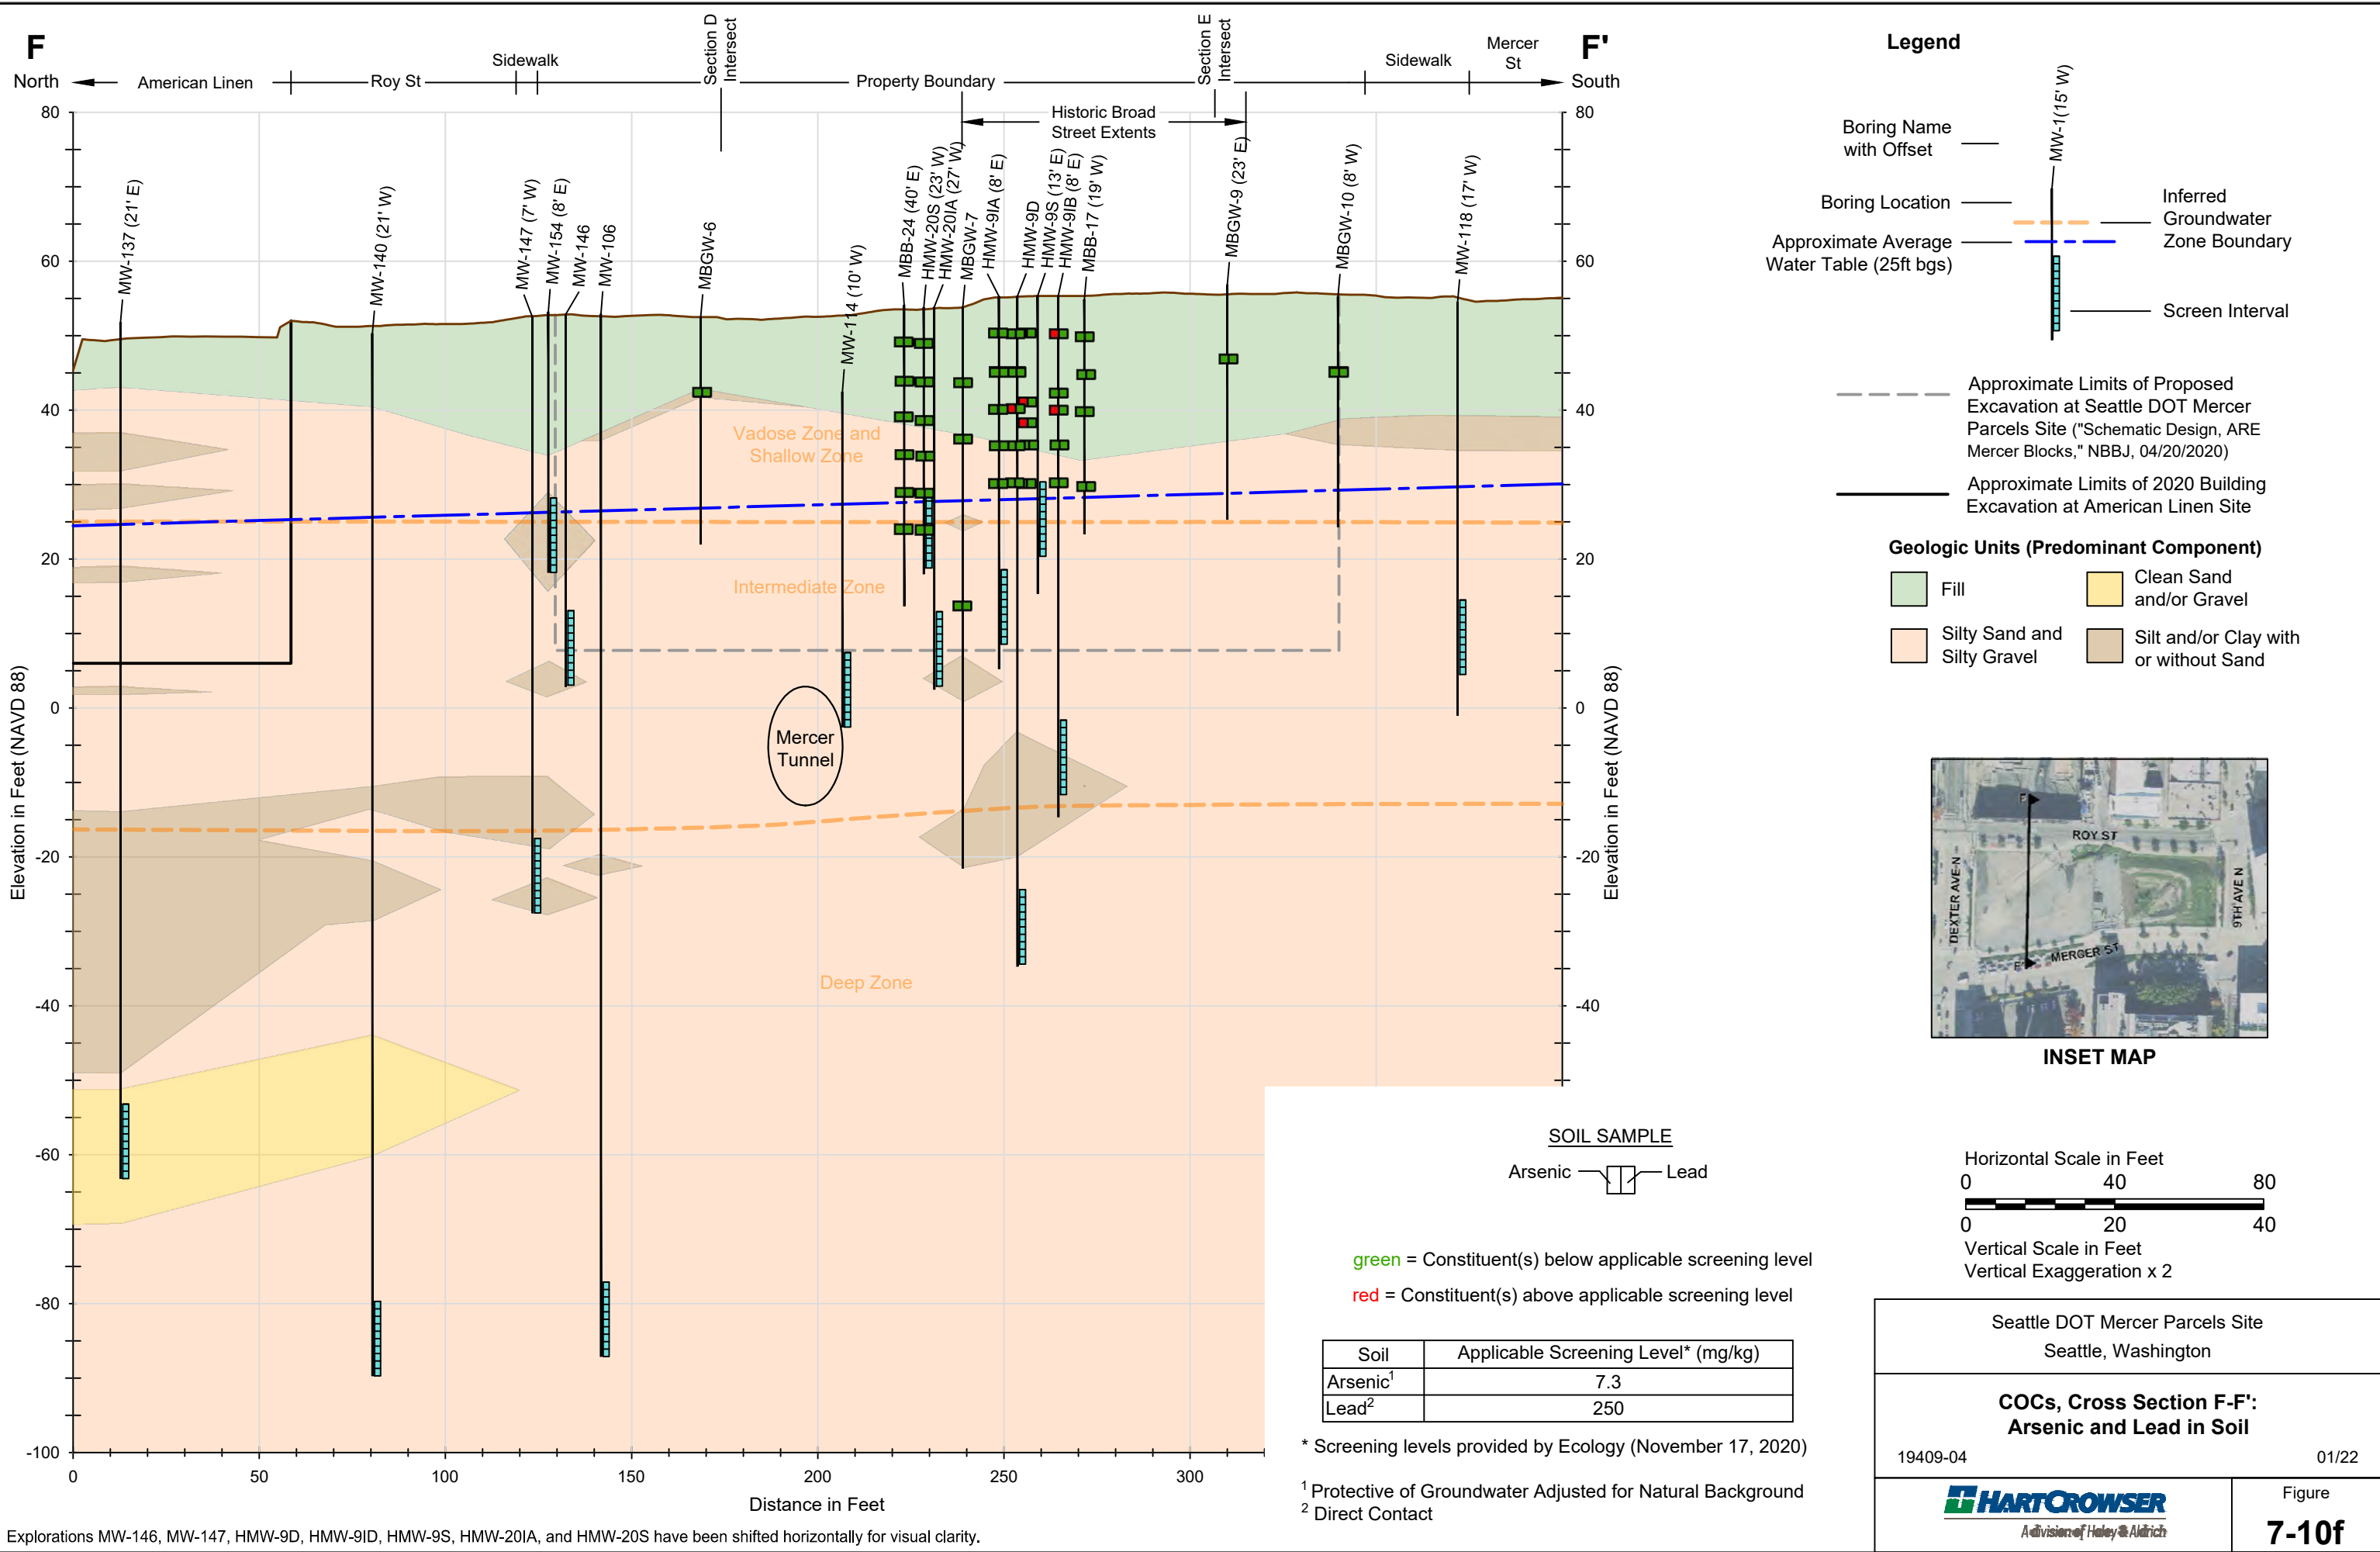 F
F'
North
American Linen
Roy St
Sidewalk
Section D
Intersect
Property Boundary
Section E
Intersect
Sidewalk
Mercer
St
South
Historic Broad
Street Extents
MW-137 (21' E)
MW-140 (21' W)
MW-147 (7' W)
MW-154 (8' E)
MW-146
MW-106
MBGW-6
MW-114 (10' W)
MBB-24 (40' E)
HMW-20S (23' W)
HMW-20IA (27' W)
MBGW-7
HMW-9IA (8' E)
HMW-9D
HMW-9S (13' E)
HMW-9IB (8' E)
MBB-17 (19' W)
MBGW-9 (23' E)
MBGW-10 (8' W)
MW-118 (17' W)
80
60
40
20
0
-20
-40
-60
-80
-100
Elevation in Feet (NAVD 88)
80
60
40
20
0
-20
-40
Elevation in Feet (NAVD 88)
Vadose Zone and
Shallow Zone
Intermediate Zone
Mercer
Tunnel
Deep Zone
0
50
100
150
200
250
300
Distance in Feet
Explorations MW-146, MW-147, HMW-9D, HMW-9ID, HMW-9S, HMW-20IA, and HMW-20S have been shifted horizontally for visual clarity.
Legend
Boring Name
with Offset
MW-1(15' W)
Boring Location
Inferred
Groundwater
Zone Boundary
Approximate Average
Water Table (25ft bgs)
Screen Interval
Approximate Limits of Proposed
Excavation at Seattle DOT Mercer
Parcels Site ("Schematic Design, ARE
Mercer Blocks," NBBJ, 04/20/2020)
Approximate Limits of 2020 Building
Excavation at American Linen Site
Geologic Units (Predominant Component)
Fill
Clean Sand
and/or Gravel
Silty Sand and
Silty Gravel
Silt and/or Clay with
or without Sand
F
ROY ST
DEXTER AVE N
9TH AVE N
F'
MERCER ST
INSET MAP
SOIL SAMPLE
Arsenic
Lead
green = Constituent(s) below applicable screening level
red = Constituent(s) above applicable screening level
Soil Applicable Screening Level* (mg/kg)
Arsenic1 7.3
Lead2 250
* Screening levels provided by Ecology (November 17, 2020)
1 Protective of Groundwater Adjusted for Natural Background
2 Direct Contact
Horizontal Scale in Feet
0 40 80
0 20 40
Vertical Scale in Feet
Vertical Exaggeration x 2
Seattle DOT Mercer Parcels Site
Seattle, Washington
COCs, Cross Section F-F':
Arsenic and Lead in Soil
19409-04 01/22
HARTCROWSER
A division of Haley & Aldrich
Figure
7-10f